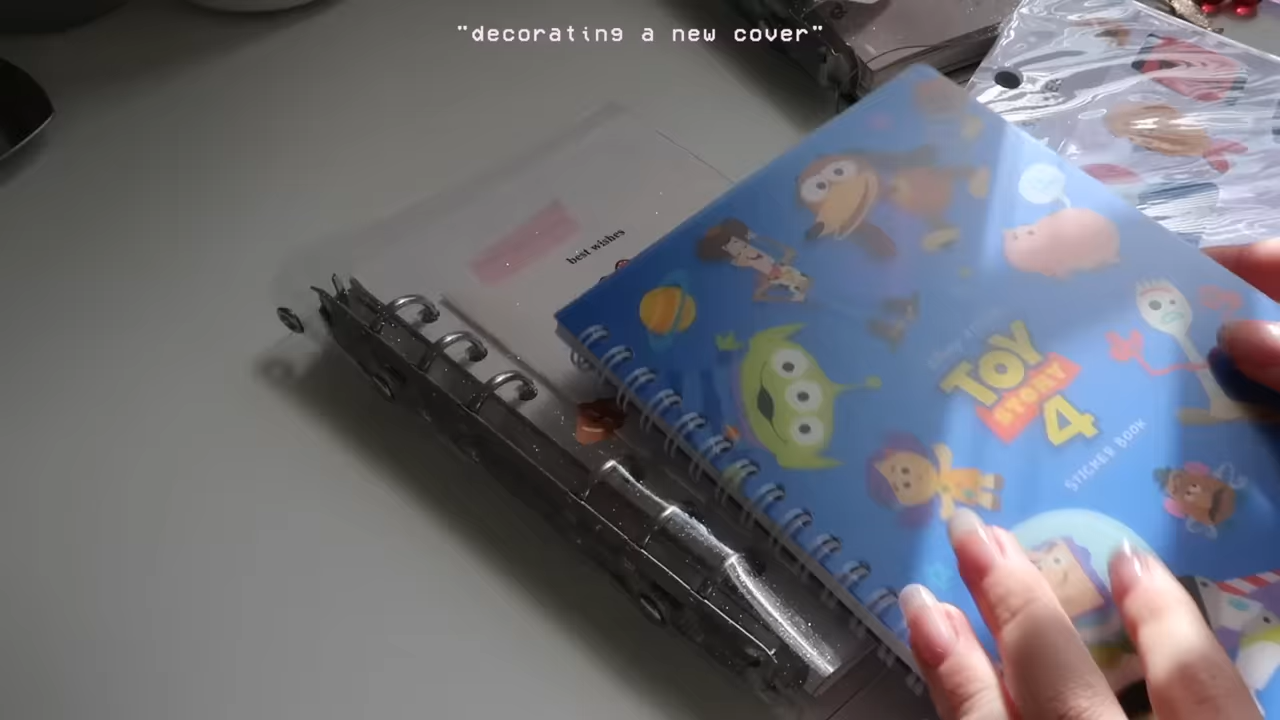 "decorating a new cover"
best wishes
TOY
STORY
4
STICKER BOOK